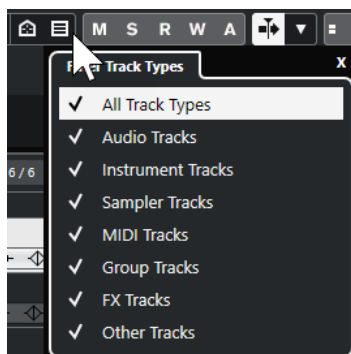 M S R W A
Filter Track Types X
All Track Types
Audio Tracks
6 / 6
Instrument Tracks
Sampler Tracks
MIDI Tracks
Group Tracks
FX Tracks
Other Tracks